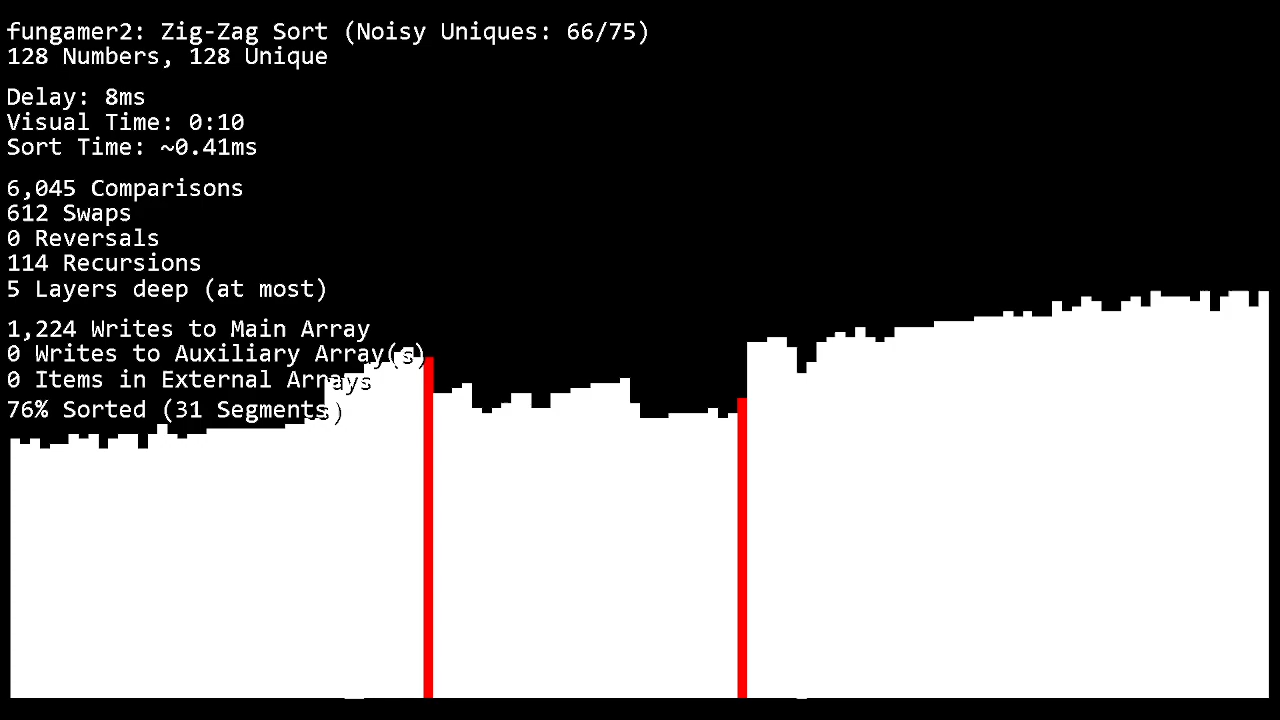 fungamer2: Zig-Zag Sort (Noisy Uniques: 66/75)
128 Numbers, 128 Unique
Delay: 8ms
Visual Time: 0:10
Sort Time: ~0.41ms
6,045 Comparisons
612 Swaps
0 Reversals
114 Recursions
5 Layers deep (at most)
1,224 Writes to Main Array
0 Writes to Auxiliary Array(s)
0 Items in External Arrays
76% Sorted (31 Segments)